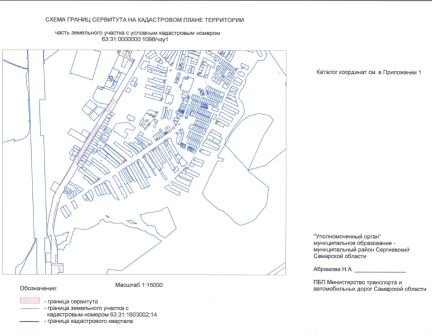 СХЕМА ГРАНИЦ СЕРВИТУТА НА КАДАСТРОВОМ ПЛАНЕ ТЕРРИТОРИИ
часть земельного участка с условным кадастровым номером
63:31:0000000:1098/чзу1
Каталог координат см в Приложении 1
"Уполномоченный орган"
муниципальное образование -
муниципальный район Сергиевский
Самарской области
Абрамова Н.А.
ПБП Министерство транспорта и
автомобильных дорог Самарской области
Масштаб 1:15000
Обозначения:
- граница сервитута
- граница земельного участка с
кадастровым номером 63:31:1603002:14
- граница кадастрового квартала